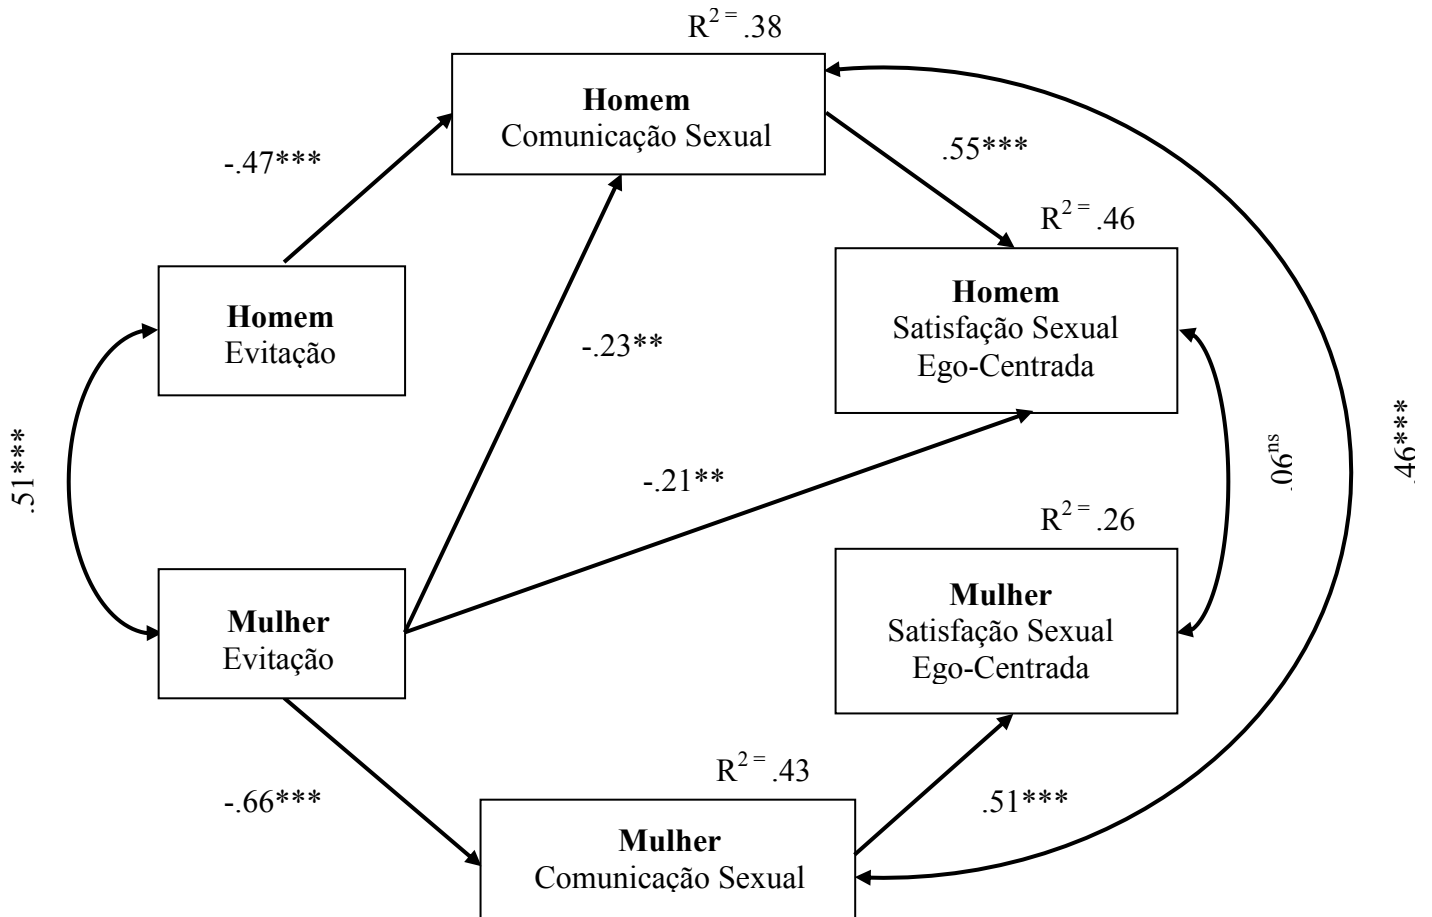 R² ⁼ .38
Homem
Comunicação Sexual
-.47***
.55***
R² ⁼ .46
Homem
Evitação
Homem
Satisfação Sexual
Ego-Centrada
-.23**
.51***
-.21**
.06ⁿˢ
.46***
R² ⁼ .26
Mulher
Evitação
Mulher
Satisfação Sexual
Ego-Centrada
R² ⁼ .43
-.66***
.51***
Mulher
Comunicação Sexual